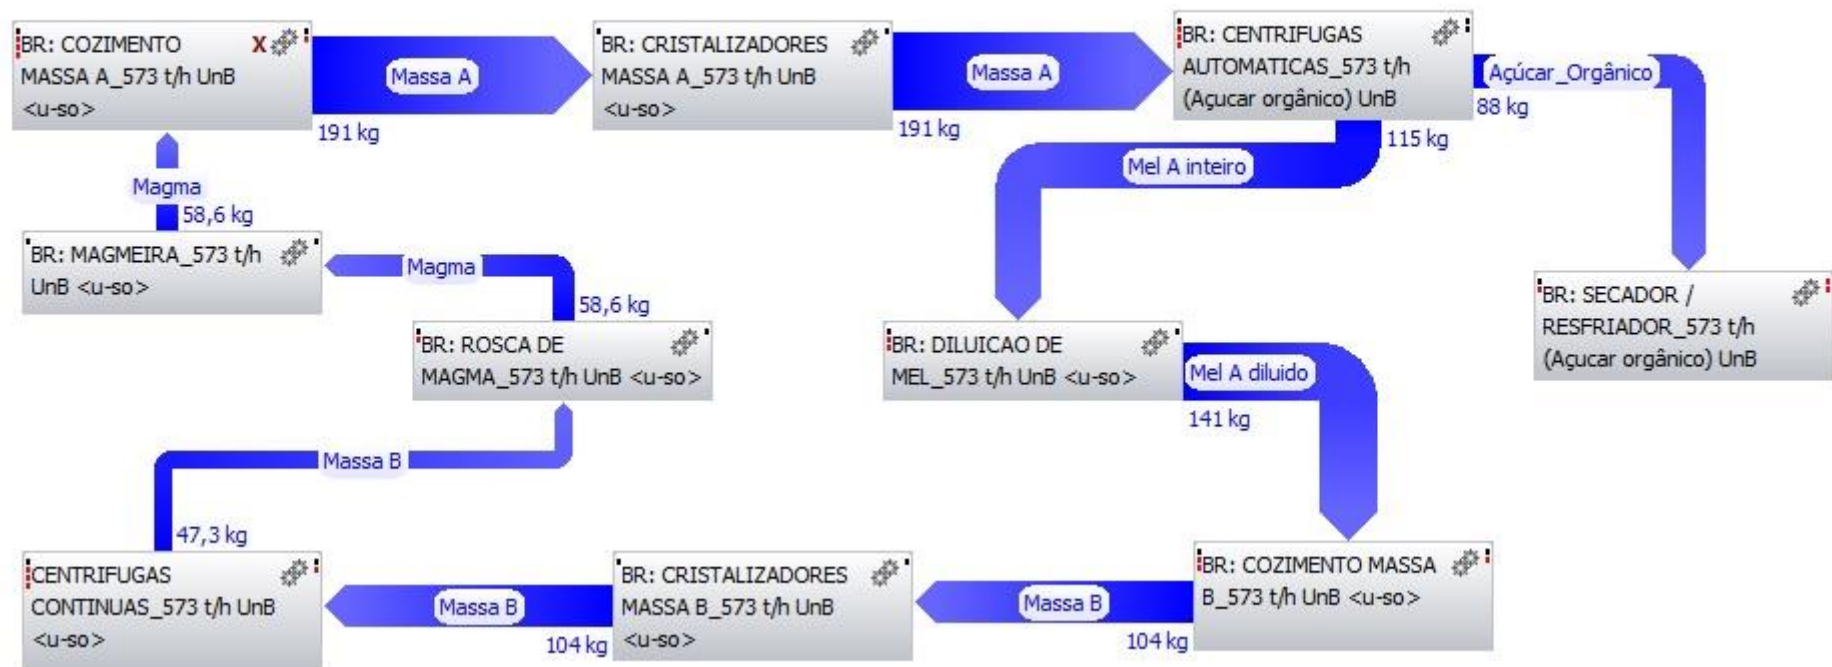 BR: COZIMENTO X
MASSA A_573 t/h UnB
<u-so>
Massa A
191 kg
BR: CRISTALIZADORES
MASSA A_573 t/h UnB
<u-so>
Massa A
191 kg
BR: CENTRIFUGAS
AUTOMATICAS_573 t/h
(Açucar orgânico) UnB
Açúcar_Orgânico
88 kg
115 kg
Mel A inteiro
Magma
58,6 kg
BR: MAGMEIRA_573 t/h
UnB <u-so>
Magma
58,6 kg
BR: ROSCA DE
MAGMA_573 t/h UnB <u-so>
BR: DILUICAO DE
MEL_573 t/h UnB <u-so>
Mel A diluido
141 kg
BR: SECADOR /
RESFRIADOR_573 t/h
(Açucar orgânico) UnB
Massa B
47,3 kg
CENTRIFUGAS
CONTINUAS_573 t/h UnB
<u-so>
Massa B
104 kg
BR: CRISTALIZADORES
MASSA B_573 t/h UnB
<u-so>
Massa B
104 kg
BR: COZIMENTO MASSA
B_573 t/h UnB <u-so>